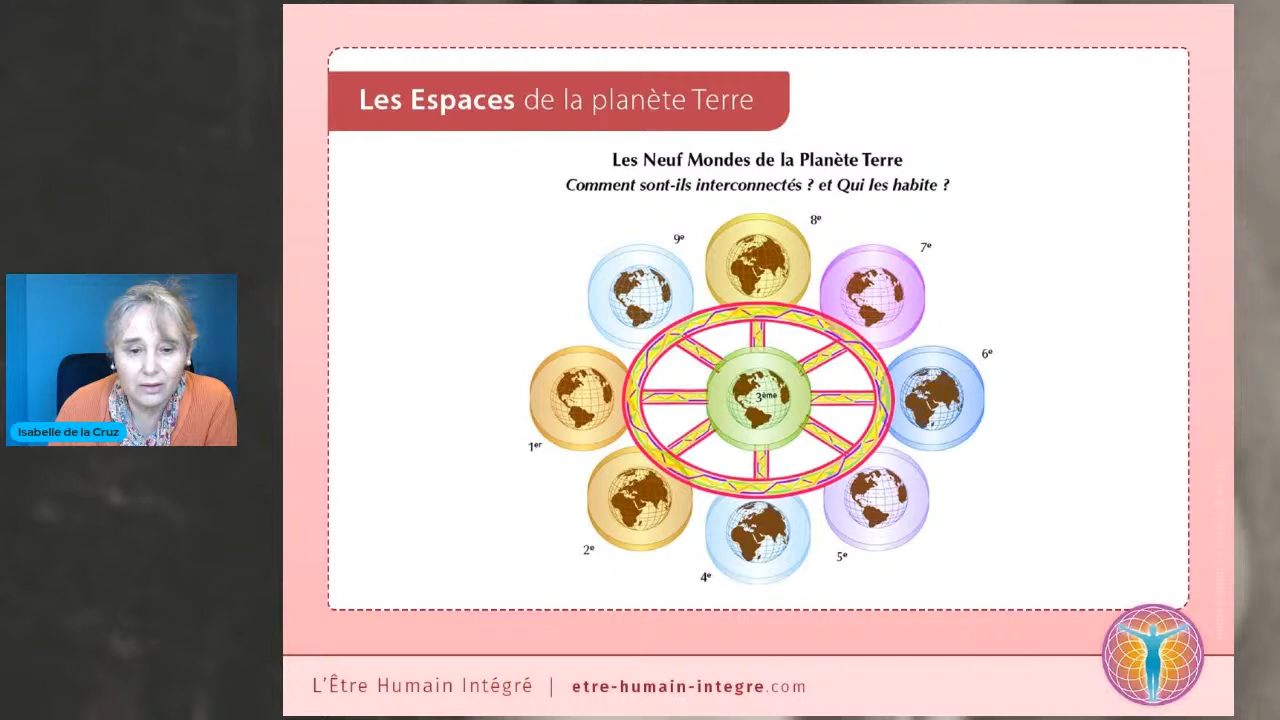 Les Espaces de la planète Terre
Les Neuf Mondes de la Planète Terre
Comment sont-ils interconnectés ? et Qui les habite ?
8e
9e
7e
6e
3ème
1er
2e
5e
4e
Isabelle de la Cruz
L'Être Humain Intégré | etre-humain-integre.com